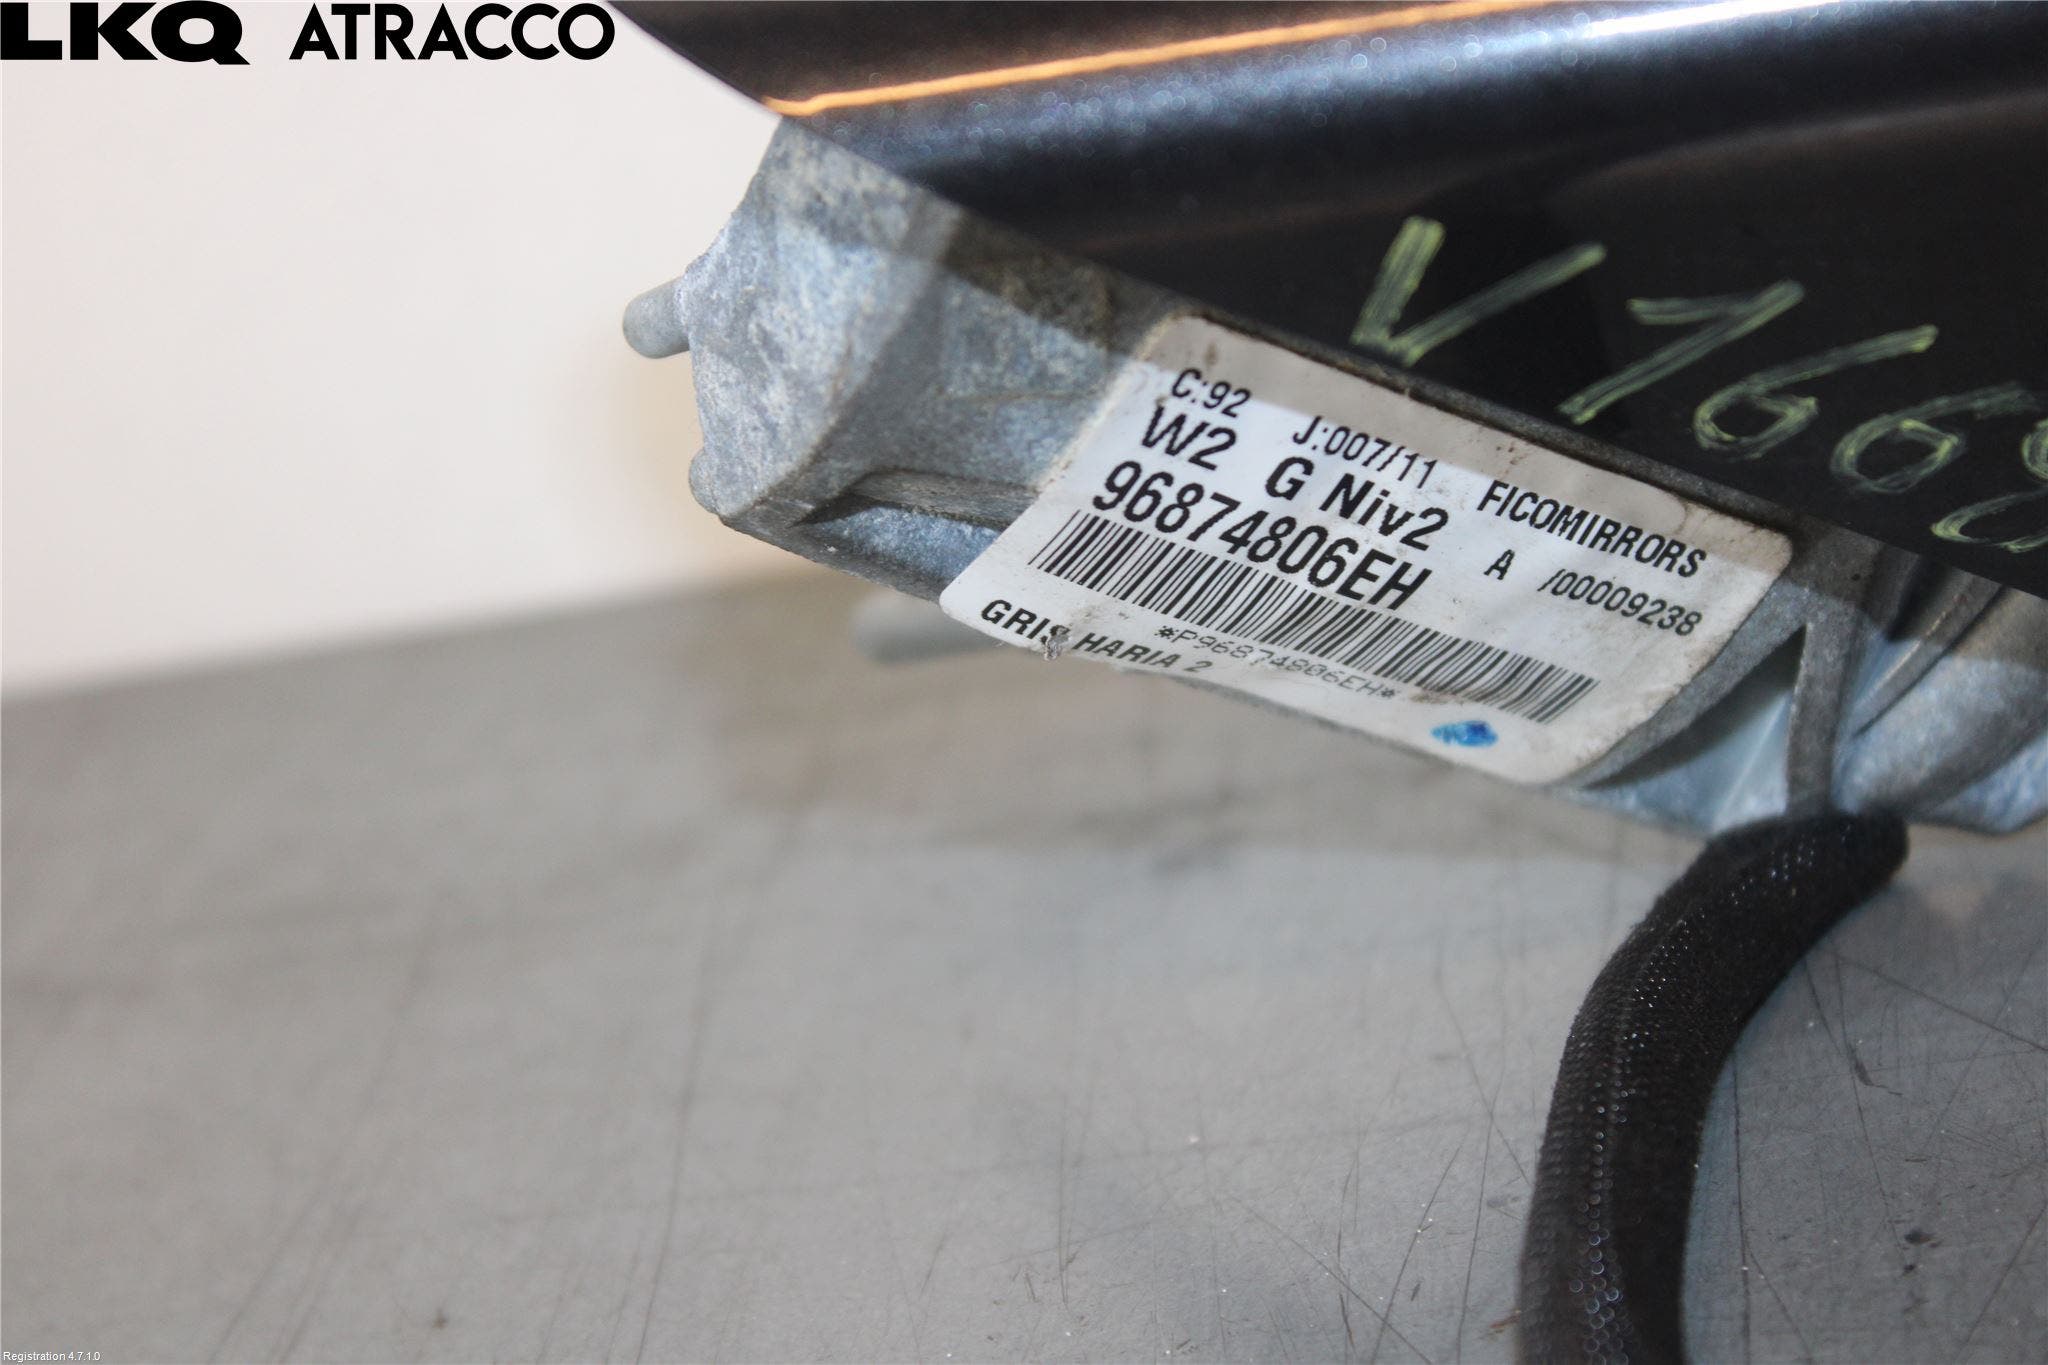 LKQ ATRACCO
V166
C:92 J:007/11 FICOMIRRORS
W2 G Niv2 A /00009238
96874806EH
*P96874806EH*
GRIS HARIA 2
Registration 4.7.1.0